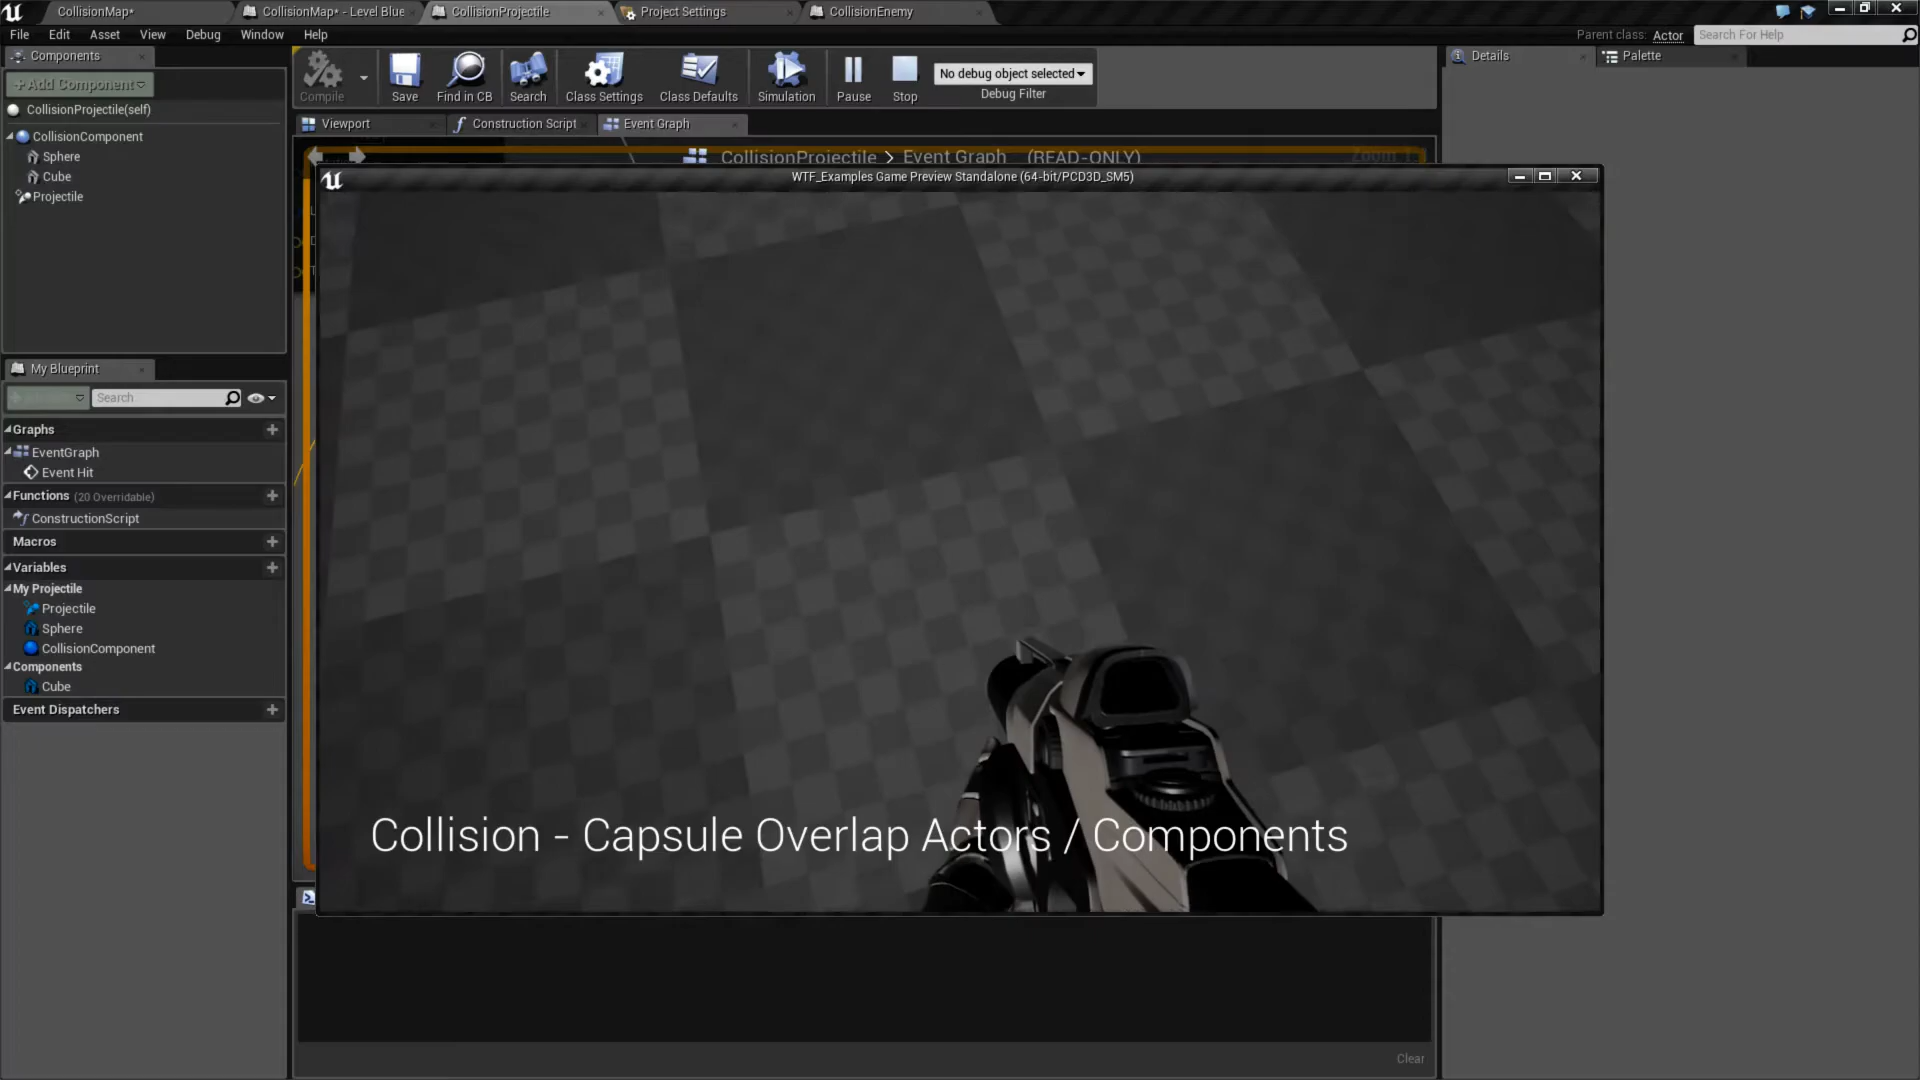 CollisionMap*
CollisionMap* - Level Blue
CollisionProjectile
Project Settings
CollisionEnemy
File
Edit
Asset
View
Debug
Window
Help
Parent class: Actor
Search For Help
Components
+Add Component
CollisionProjectile(self)
CollisionComponent
Sphere
Cube
Projectile
Compile
Save
Find in CB
Search
Class Settings
Class Defaults
Simulation
Pause
Stop
No debug object selected
Debug Filter
Details
Palette
Viewport
Construction Script
Event Graph
CollisionProjectile > Event Graph (READ-ONLY)
Zoom 1:1
WTF_Examples Game Preview Standalone (64-bit/PCD3D_SM5)
My Blueprint
Search
Graphs
EventGraph
Event Hit
Functions (20 Overridable)
ConstructionScript
Macros
Variables
My Projectile
Projectile
Sphere
CollisionComponent
Components
Cube
Event Dispatchers
Collision - Capsule Overlap Actors / Components
Clear